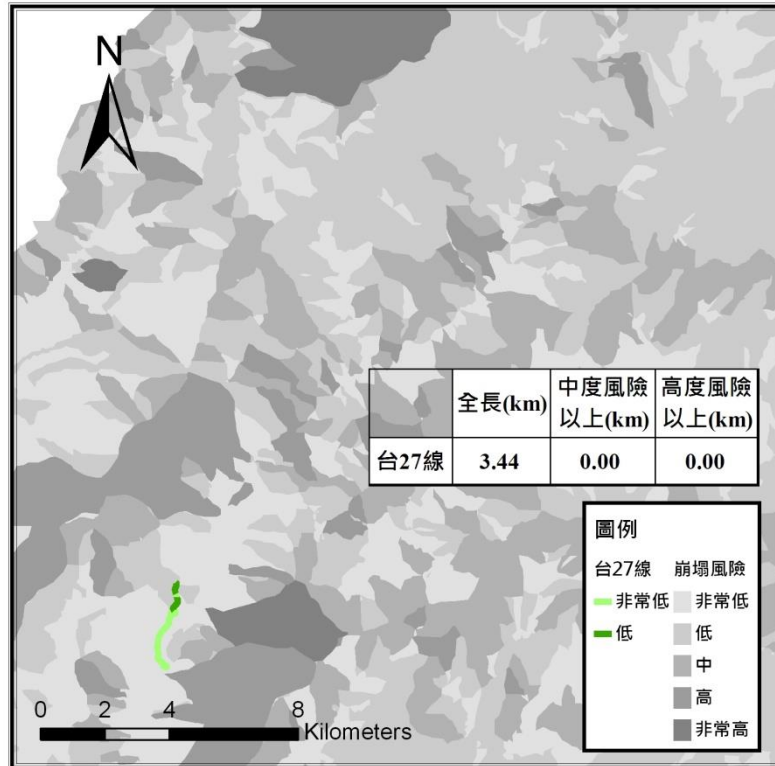 N
全長(km) 中度風險以上(km) 高度風險以上(km)
台27線 3.44 0.00 0.00
圖例
台27線 崩塌風險
非常低 非常低
低 低
中
高
非常高
0 2 4 8
Kilometers